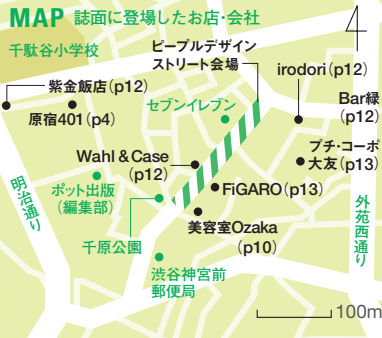 MAP 誌面に登場したお店・会社
千駄谷小学校
ピープルデザイン
ストリート会場
紫金飯店(p12)
原宿401(p4)
セブンイレブン
irodori(p12)
Bar緑
(p12)
プチ・コーポ
大友(p13)
Wahl & Case
(p12)
ポット出版
(編集部)
FiGARO(p13)
明治通り
外苑西通り
千原公園
美容室Ozaka
(p10)
渋谷神宮前
郵便局
100m
4